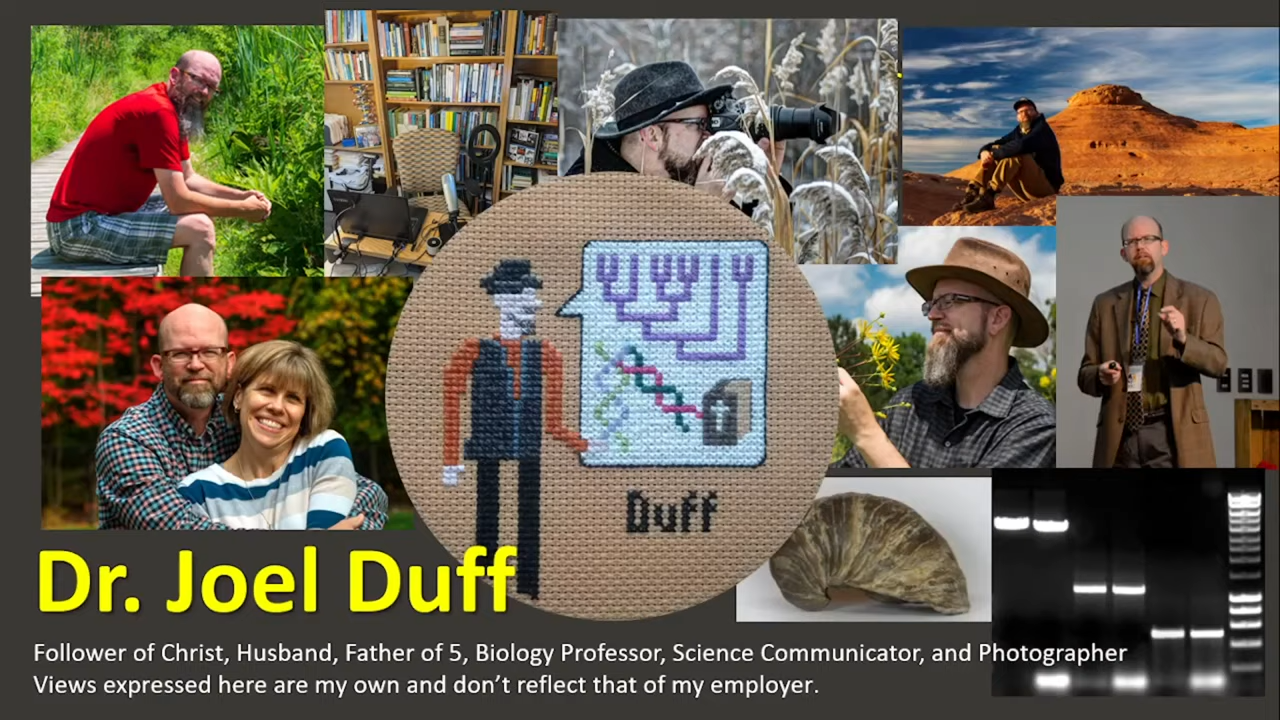 Duff
Dr. Joel Duff
Follower of Christ, Husband, Father of 5, Biology Professor, Science Communicator, and Photographer
Views expressed here are my own and don’t reflect that of my employer.